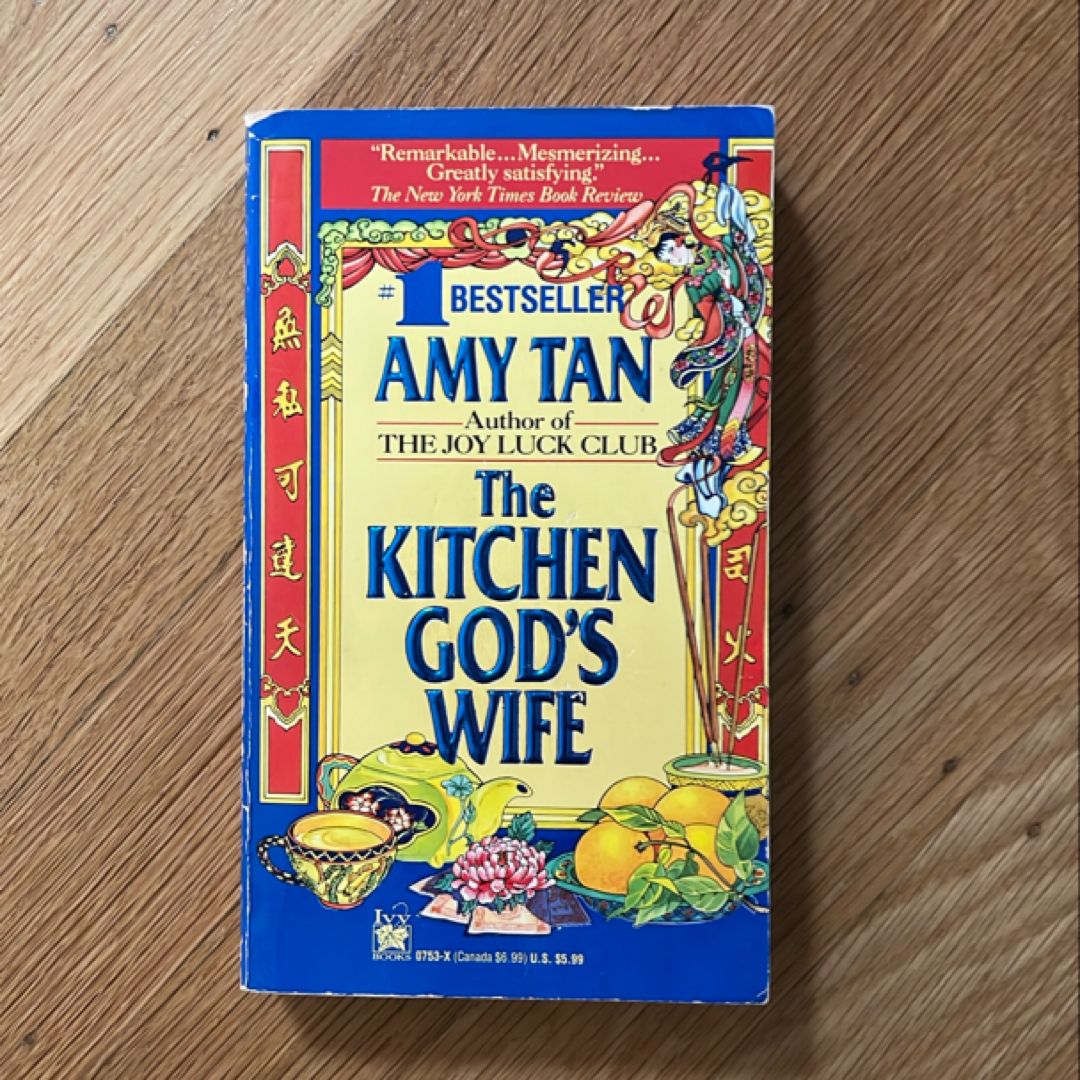 “Remarkable...Mesmerizing...
Greatly satisfying.”
The New York Times Book Review
#1 BESTSELLER
AMY TAN
Author of
THE JOY LUCK CLUB
The
KITCHEN
GOD'S
WIFE
無私可達天
司火
Ivy
BOOKS
0753-X (Canada $6.99) U.S. $5.99